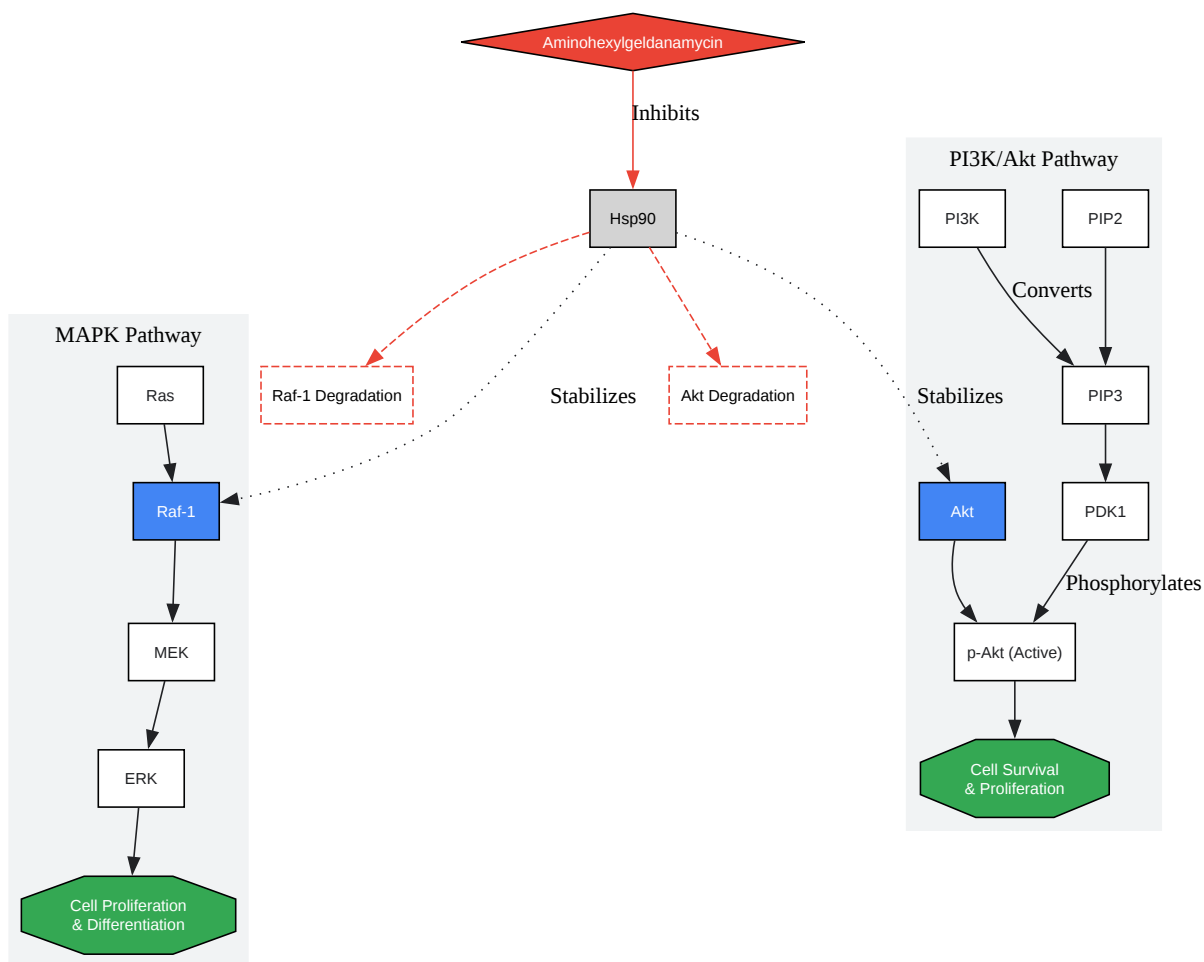 Aminohexylgeldanamycin
Inhibits
PI3K/Akt Pathway
Hsp90
PI3K
PIP2
Converts
MAPK Pathway
Ras
Raf-1 Degradation
Stabilizes
Akt Degradation
Stabilizes
PIP3
Raf-1
Akt
PDK1
Phosphorylates
MEK
p-Akt (Active)
ERK
Cell Survival
& Proliferation
Cell Proliferation
& Differentiation